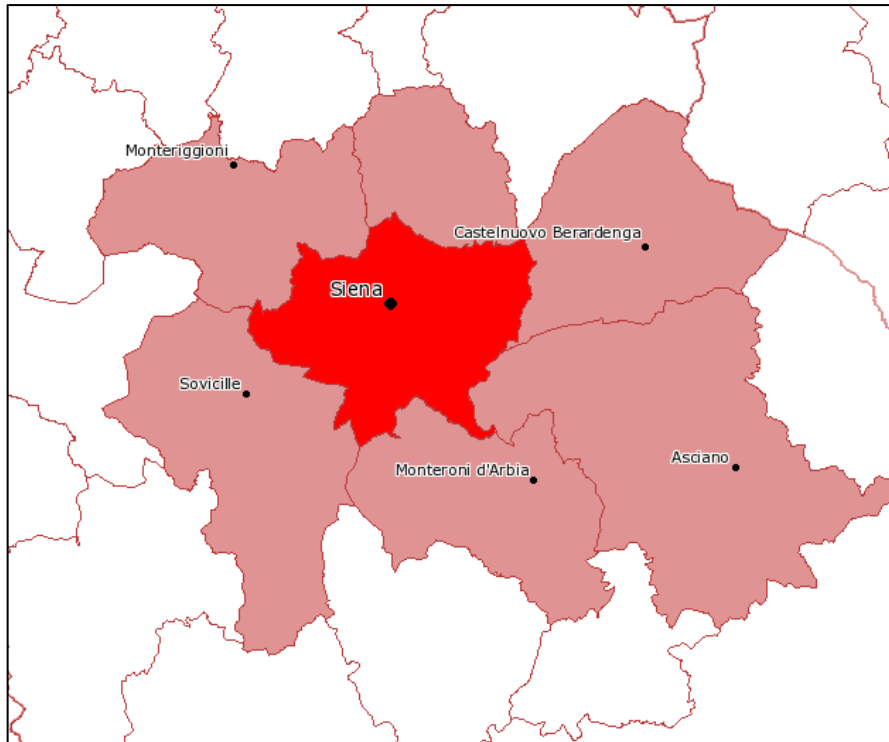 Monteriggioni
Castelnuovo Berardenga
Siena
Sovicille
Asciano
Monteroni d'Arbia